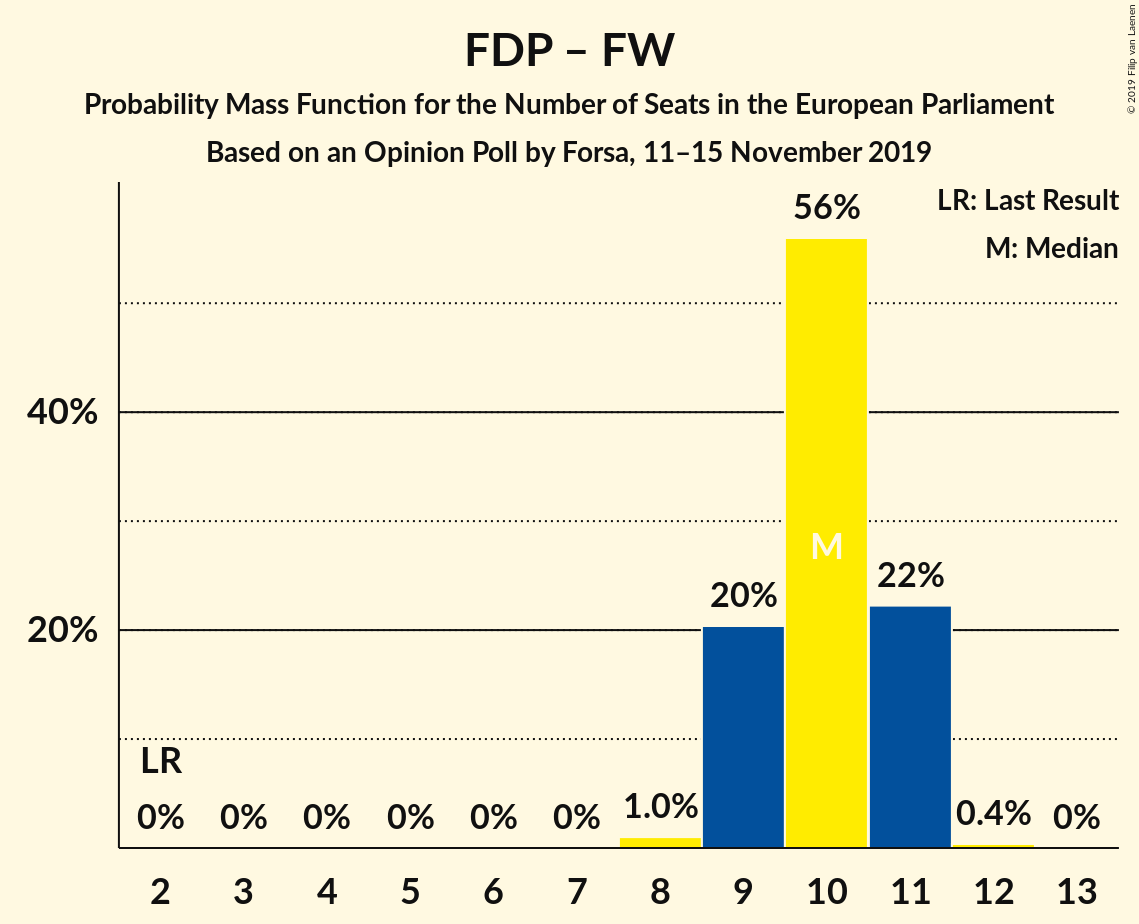 FDP – FW
Probability Mass Function for the Number of Seats in the European Parliament
Based on an Opinion Poll by Forsa, 11–15 November 2019
© 2019 Filip van Laenen
LR: Last Result
M: Median
56%
40%
M
22%
20%
20%
LR
0% 0% 0% 0% 0% 0% 1.0% 0.4% 0%
2 3 4 5 6 7 8 9 10 11 12 13